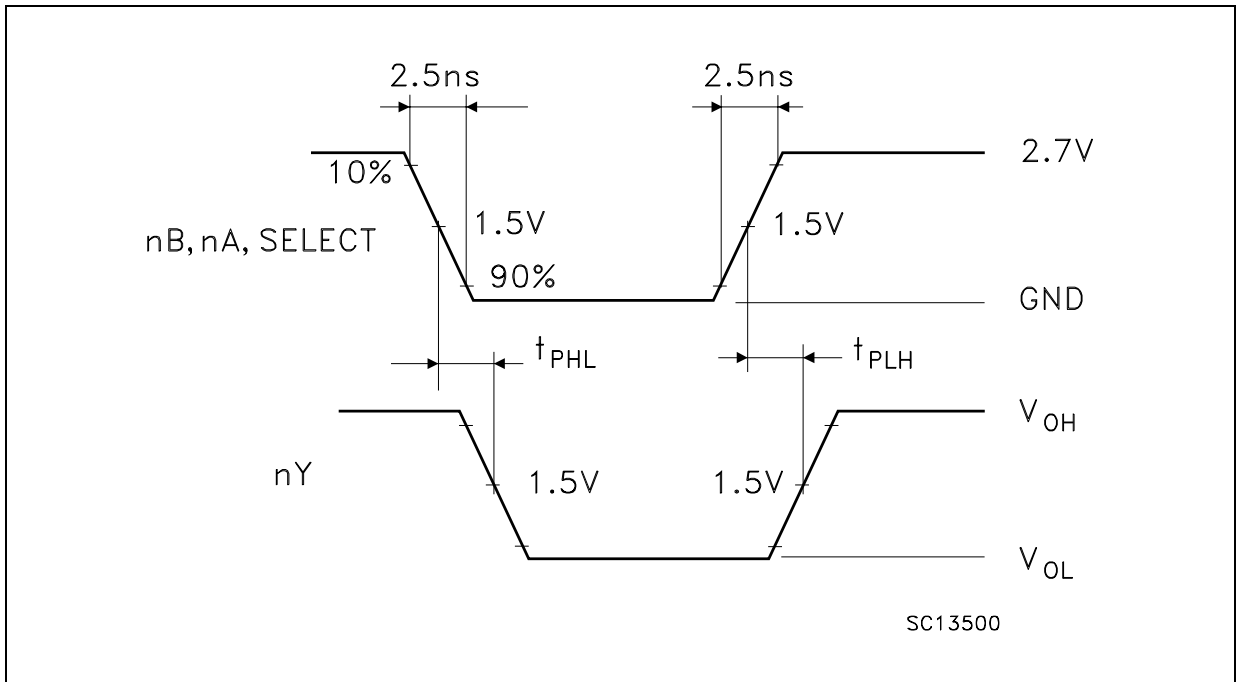 2.5ns 2.5ns
10% 2.7V
nB, nA, SELECT 1.5V 1.5V
90% GND
tPHL tPLH
VOH
nY 1.5V 1.5V
VOL
SC13500